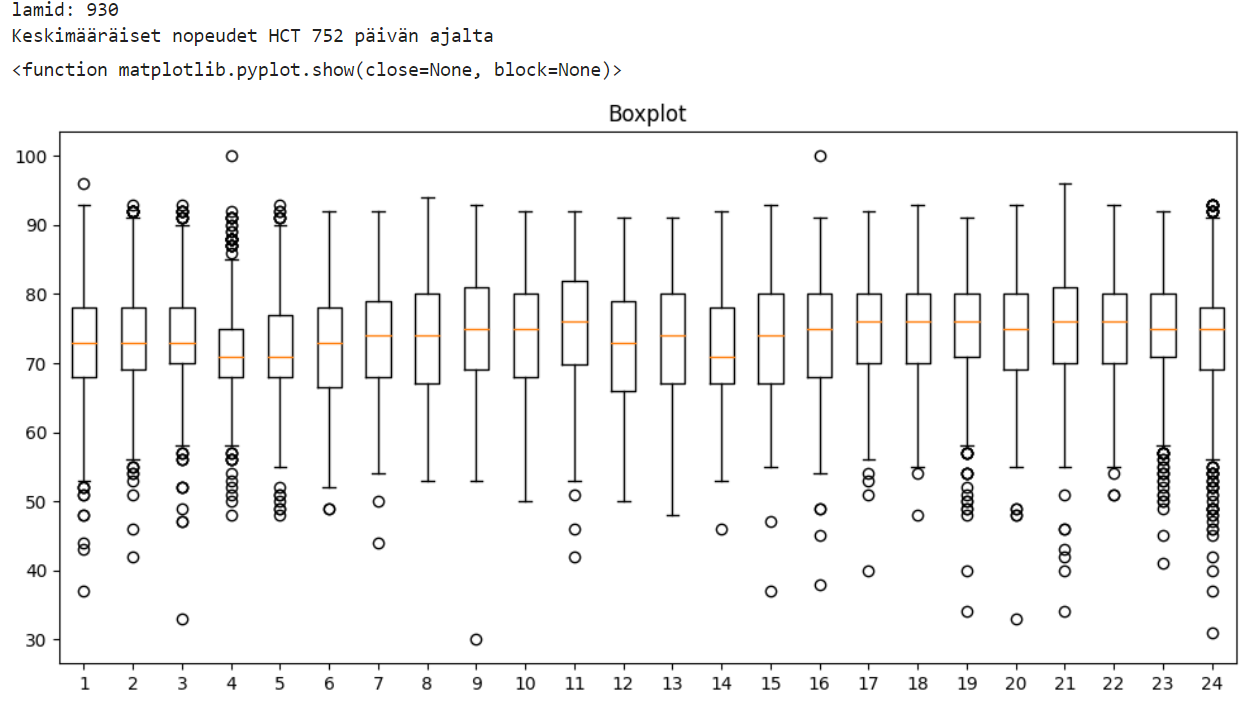 lamid: 930
Keskimääräiset nopeudet HCT 752 päivän ajalta
<function matplotlib.pyplot.show(close=None, block=None)>
Boxplot
100
90
80
70
60
50
40
30
1 2 3 4 5 6 7 8 9 10 11 12 13 14 15 16 17 18 19 20 21 22 23 24